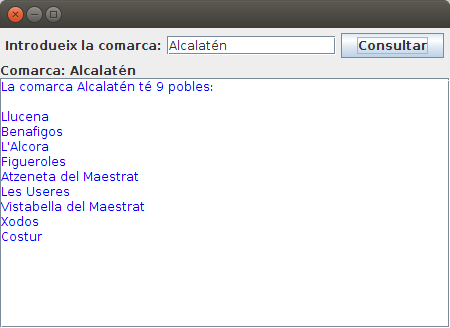 Introdueix la comarca: Alcalatén Consultar
Comarca: Alcalatén
La comarca Alcalatén té 9 pobles:
Llucena
Benafigos
L'Alcora
Figueroles
Atzeneta del Maestrat
Les Useres
Vistabella del Maestrat
Xodos
Costur